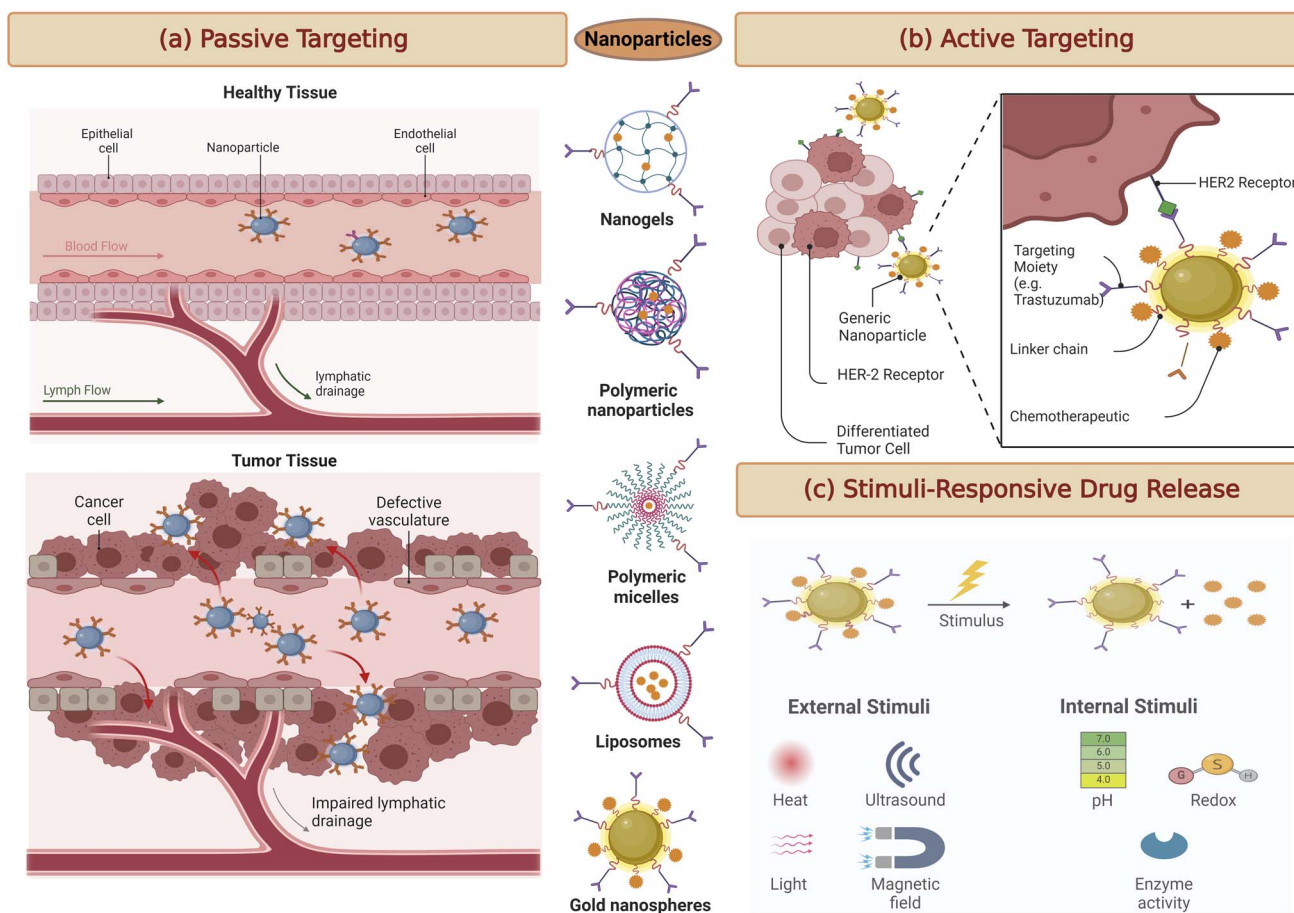 (a) Passive Targeting
Healthy Tissue
Epithelial
cell
Nanoparticle
Endothelial
cell
Blood Flow
Lymph Flow
lymphatic
drainage
Tumor Tissue
Cancer
cell
Defective
vasculature
Impaired lymphatic
drainage
Nanoparticles
Nanogels
Polymeric
nanoparticles
Polymeric
micelles
Liposomes
Gold nanospheres
(b) Active Targeting
Generic
Nanoparticle
HER-2 Receptor
Differentiated
Tumor Cell
HER2 Receptor
Targeting
Moiety
(e.g.
Trastuzumab)
Linker chain
Chemotherapeutic
(c) Stimuli-Responsive Drug Release
Stimulus
+
External Stimuli
Heat
Ultrasound
Light
Magnetic
field
Internal Stimuli
7.0
6.0
5.0
4.0
pH
G S H
Redox
Enzyme
activity